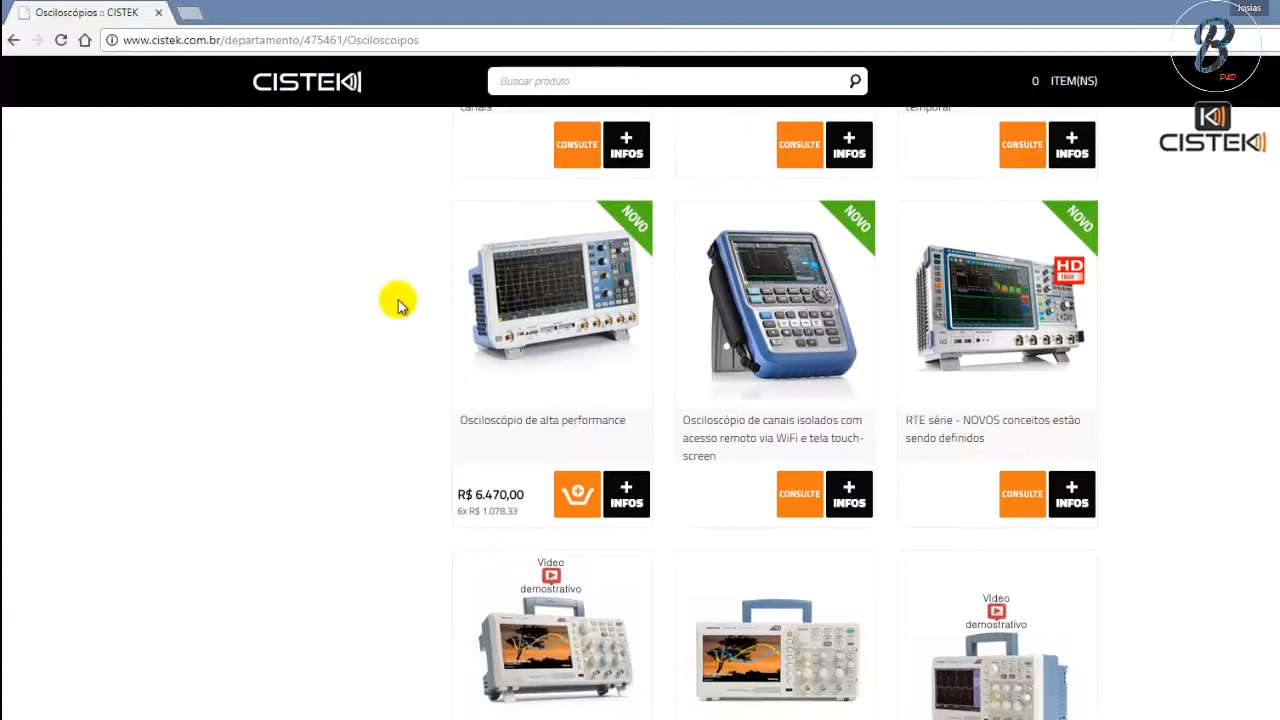 Osciloscópios :: CISTEK
Josias
www.cistek.com.br/departamento/475461/Osciloscoipos
CISTEK
Buscar produto
0 ITEM(NS)
B
P&D
CISTEK
canais
temporal
CONSULTE
+ INFOS
CONSULTE
+ INFOS
CONSULTE
+ INFOS
NOVO
NOVO
NOVO
HD
16bit
Osciloscópio de alta performance
Osciloscópio de canais isolados com
acesso remoto via WiFi e tela touch-
screen
RTE série - NOVOS conceitos estão
sendo definidos
R$ 6.470,00
6x R$ 1.078,33
+ INFOS
CONSULTE
+ INFOS
CONSULTE
+ INFOS
Vídeo
demostrativo
Vídeo
demostrativo